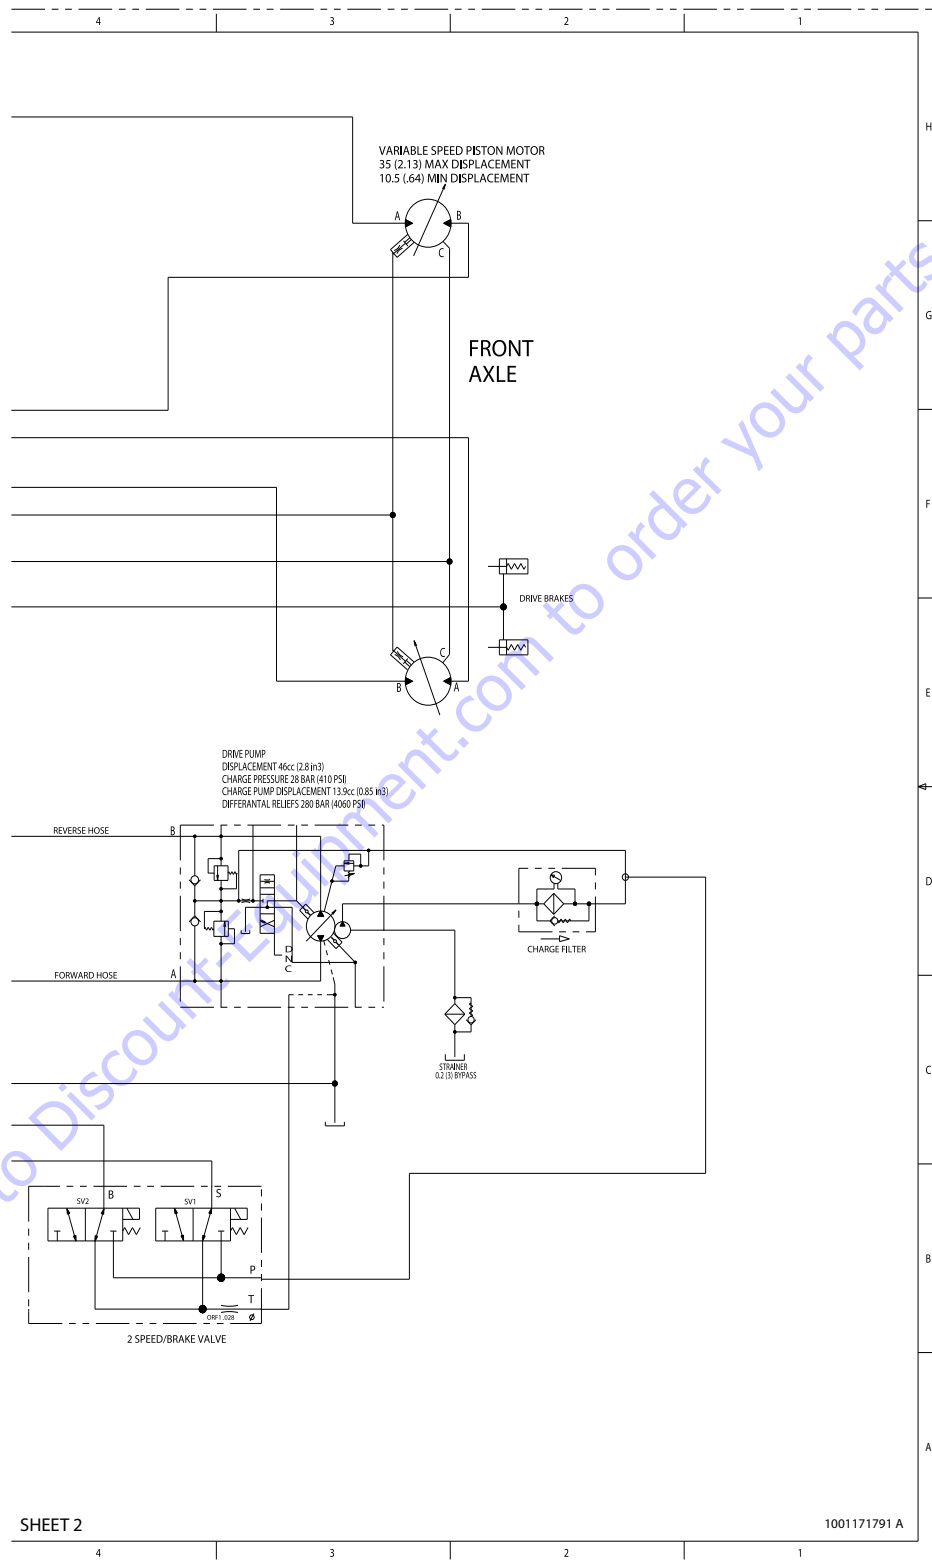 4 3 2 1
H
VARIABLE SPEED PISTON MOTOR
35 (2.13) MAX DISPLACEMENT
10.5 (.64) MIN DISPLACEMENT
A B
C
G
FRONT
AXLE
F
DRIVE BRAKES
C
B A
E
DRIVE PUMP
DISPLACEMENT 46cc (2.8 in3)
CHARGE PRESSURE 28 BAR (410 PSI)
CHARGE PUMP DISPLACEMENT 13.9cc (0.85 in3)
DIFFERANTAL RELIEFS 280 BAR (4060 PSI)
REVERSE HOSE B
D
CHARGE FILTER
D
N
C
FORWARD HOSE A
STRAINER
0.2 (3) BYPASS
C
SV2 B SV1 S
P
B
T
ORF1 .028 Ø
2 SPEED/BRAKE VALVE
A
SHEET 2
1001171791 A
4 3 2 1
to Discount-Equipment.com to order your parts